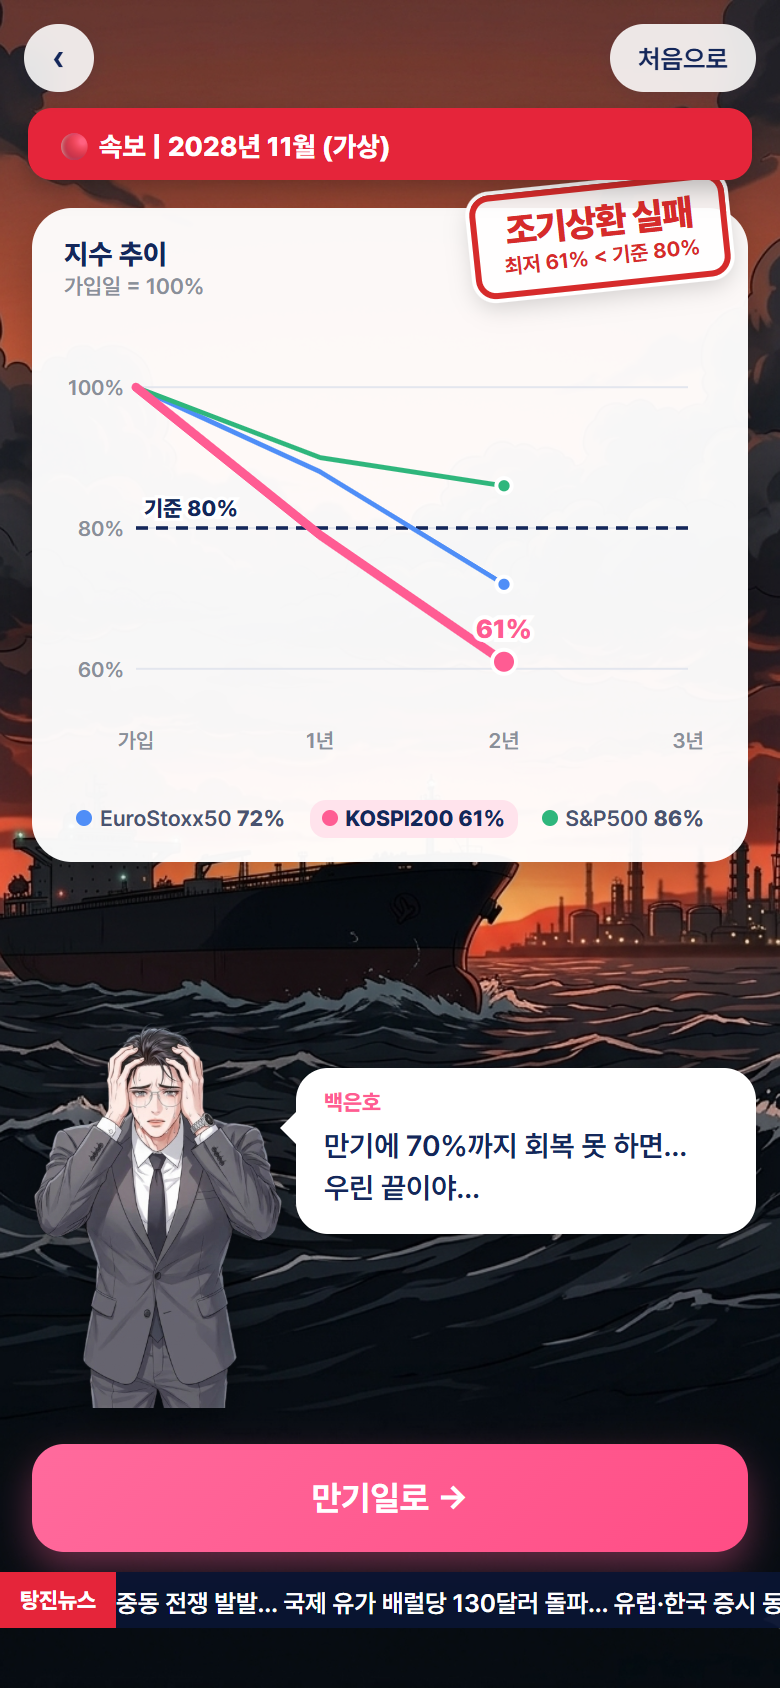 ‹
처음으로
속보 | 2028년 11월 (가상)
조기상환 실패
최저 61% < 기준 80%
지수 추이
가입일 = 100%
100%
기준 80%
80%
61%
60%
가입 1년 2년 3년
EuroStoxx50 72% KOSPI200 61% S&P500 86%
백은호
만기에 70%까지 회복 못 하면...
우린 끝이야...
만기일로 →
탕진뉴스 중동 전쟁 발발... 국제 유가 배럴당 130달러 돌파... 유럽·한국 증시